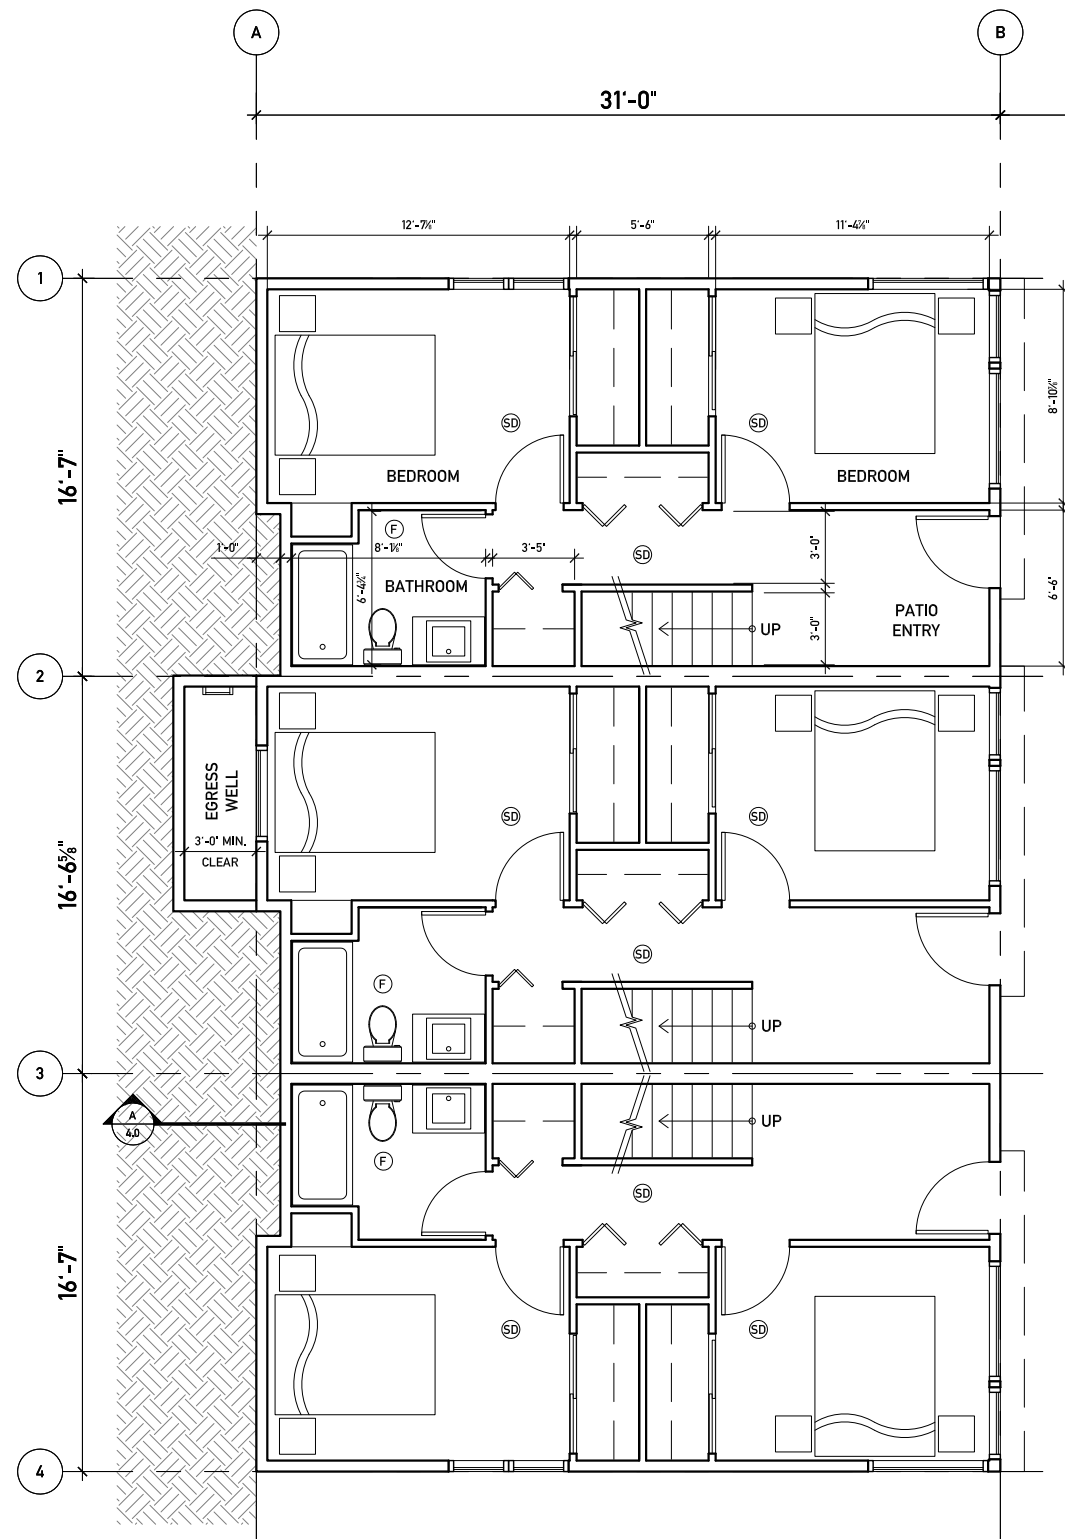 A
B
31'-0"
12'-7⅞"
5'-6"
11'-4⅞"
1
16'-7"
SD
SD
8'-10⅞"
BEDROOM
BEDROOM
F
1'-0"
8'-1⅛"
3'-5"
SD
3'-0"
6'-4¼"
BATHROOM
6'-6"
PATIO
ENTRY
UP
3'-0"
2
EGRESS
WELL
3'-0" MIN.
CLEAR
16'-6⅝"
SD
SD
SD
F
UP
3
A
4.0
UP
F
SD
16'-7"
SD
SD
4